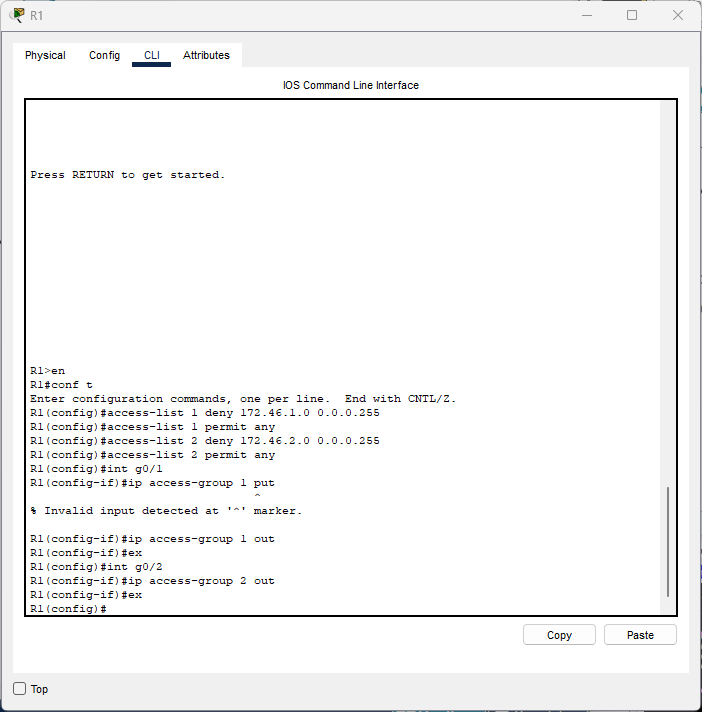 R1
Physical Config CLI Attributes
IOS Command Line Interface
Press RETURN to get started.
R1>en
R1#conf t
Enter configuration commands, one per line.  End with CNTL/Z.
R1(config)#access-list 1 deny 172.46.1.0 0.0.0.255
R1(config)#access-list 1 permit any
R1(config)#access-list 2 deny 172.46.2.0 0.0.0.255
R1(config)#access-list 2 permit any
R1(config)#int g0/1
R1(config-if)#ip access-group 1 put
^
% Invalid input detected at '^' marker.
R1(config-if)#ip access-group 1 out
R1(config-if)#ex
R1(config)#int g0/2
R1(config-if)#ip access-group 2 out
R1(config-if)#ex
R1(config)#
Copy Paste
Top